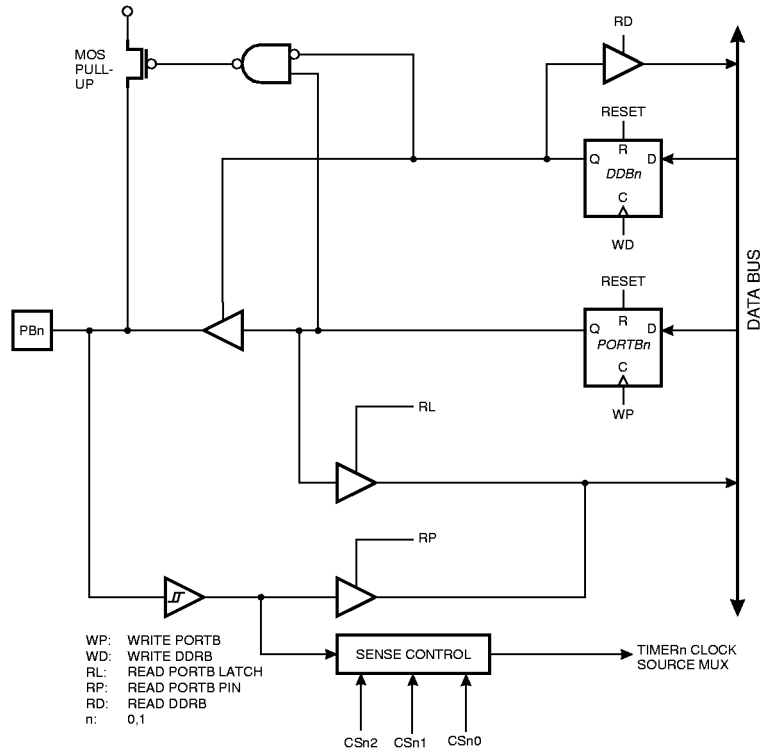 RD
MOS
PULL-
UP
RESET
R
Q
D
DDBn
C
WD
DATA BUS
RESET
R
PBn
Q
D
PORTBn
C
WP
RL
RP
WP: WRITE PORTB
WD: WRITE DDRB
RL: READ PORTB LATCH
RP: READ PORTB PIN
RD: READ DDRB
n: 0,1
SENSE CONTROL
TIMERn CLOCK
SOURCE MUX
CSn2
CSn1
CSn0